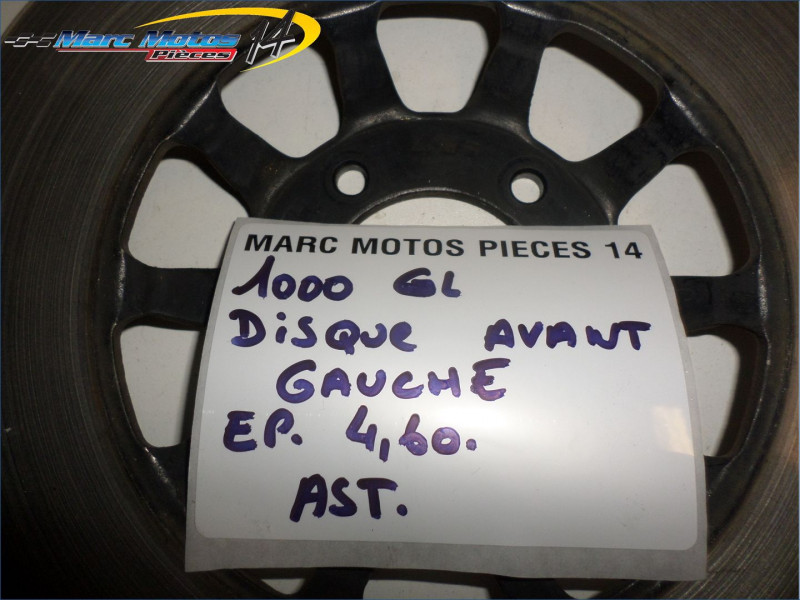 Marc Motos 14
Pièces
MARC MOTOS PIECES 14
1000 GL
DiSQUE AVANT
GAUCHE
EP. 4,60.
AST.